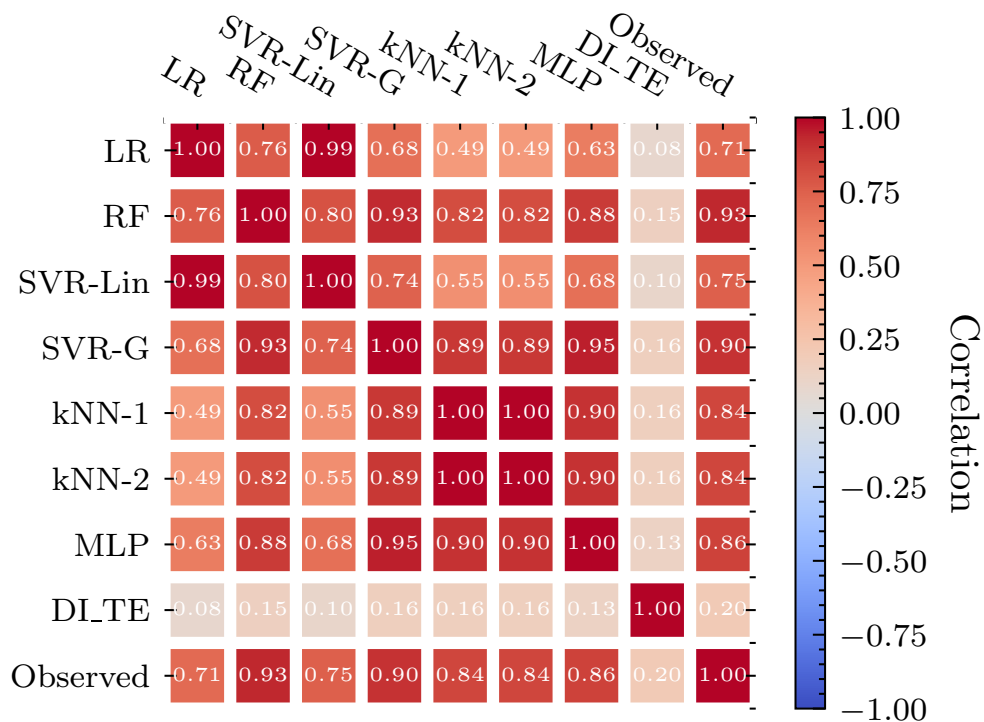 LR RF SVR-Lin SVR-G kNN-1 kNN-2 MLP DI_TE Observed
LR 1.00 0.76 0.99 0.68 0.49 0.49 0.63 0.08 0.71
RF 0.76 1.00 0.80 0.93 0.82 0.82 0.88 0.15 0.93
SVR-Lin 0.99 0.80 1.00 0.74 0.55 0.55 0.68 0.10 0.75
SVR-G 0.68 0.93 0.74 1.00 0.89 0.89 0.95 0.16 0.90
kNN-1 0.49 0.82 0.55 0.89 1.00 1.00 0.90 0.16 0.84
kNN-2 0.49 0.82 0.55 0.89 1.00 1.00 0.90 0.16 0.84
MLP 0.63 0.88 0.68 0.95 0.90 0.90 1.00 0.13 0.86
DI_TE 0.08 0.15 0.10 0.16 0.16 0.16 0.13 1.00 0.20
Observed 0.71 0.93 0.75 0.90 0.84 0.84 0.86 0.20 1.00
1.00
0.75
0.50
0.25
0.00
−0.25
−0.50
−0.75
−1.00
Correlation